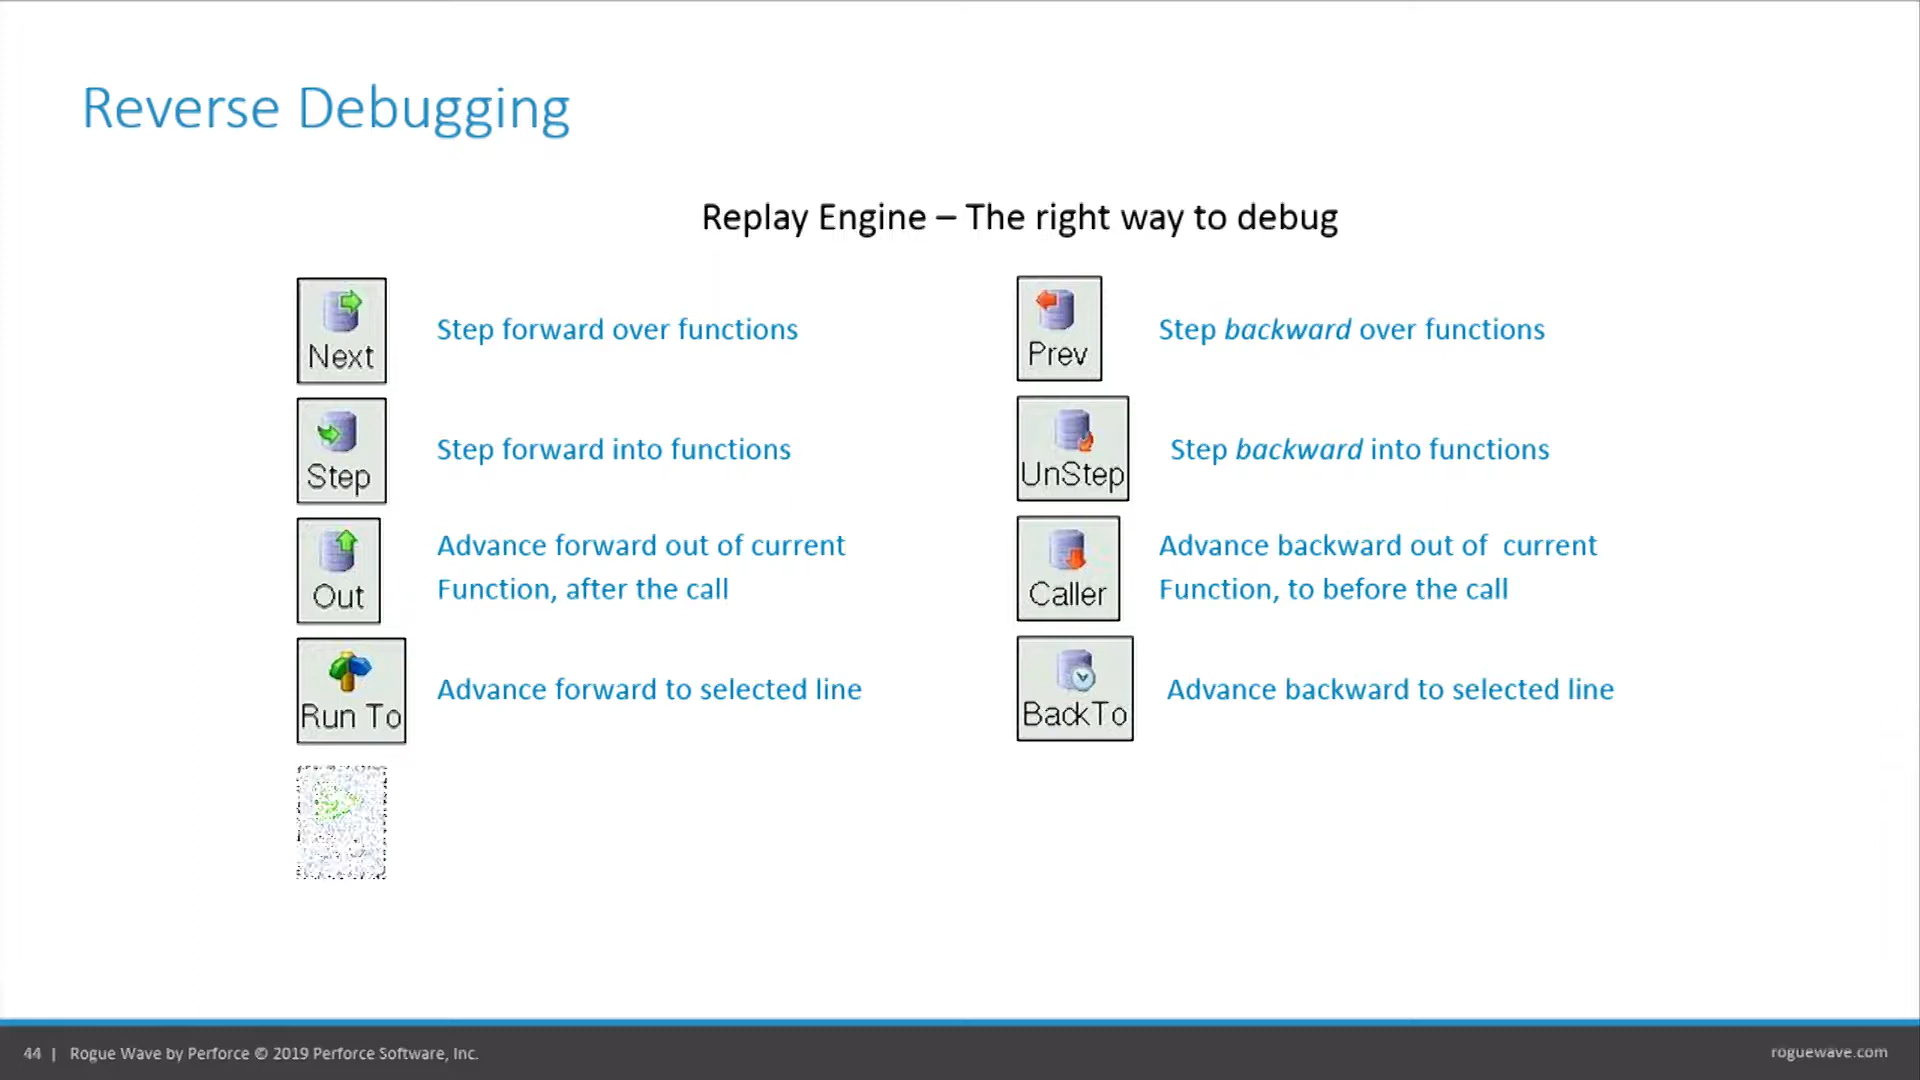 Reverse Debugging
Replay Engine – The right way to debug
Next
Step forward over functions
Prev
Step backward over functions
Step
Step forward into functions
UnStep
Step backward into functions
Out
Advance forward out of current
Function, after the call
Caller
Advance backward out of current
Function, to before the call
Run To
Advance forward to selected line
BackTo
Advance backward to selected line
44 | Rogue Wave by Perforce © 2019 Perforce Software, Inc.
roguewave.com